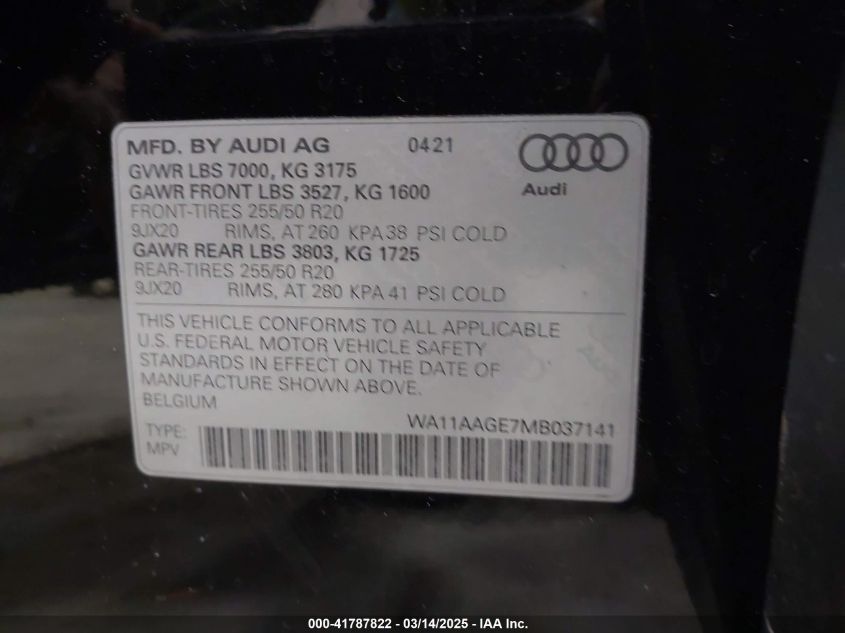 MFD. BY AUDI AG 0421
GVWR LBS 7000, KG 3175
GAWR FRONT LBS 3527, KG 1600
FRONT-TIRES 255/50 R20
9JX20 RIMS, AT 260 KPA 38 PSI COLD
GAWR REAR LBS 3803, KG 1725
REAR-TIRES 255/50 R20
9JX20 RIMS, AT 280 KPA 41 PSI COLD
Audi
THIS VEHICLE CONFORMS TO ALL APPLICABLE
U.S. FEDERAL MOTOR VEHICLE SAFETY
STANDARDS IN EFFECT ON THE DATE OF
MANUFACTURE SHOWN ABOVE.
BELGIUM
WA11AAGE7MB037141
TYPE:
MPV
000-41787822 - 03/14/2025 - IAA Inc.